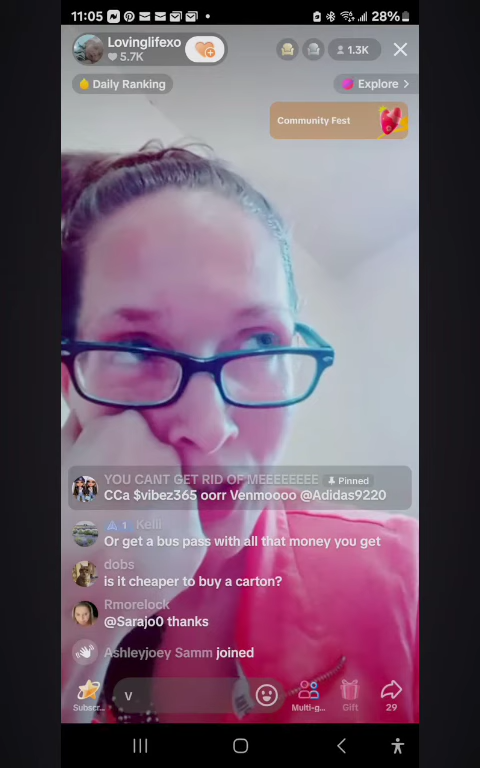 11:05
28%
Lovinglifexo
5.7K
1.3K
Daily Ranking
Explore >
Community Fest
YOU CANT GET RID OF MEEEEEEEE Pinned
CCa $vibez365 oorr Venmoooo @Adidas9220
1 Kelli
Or get a bus pass with all that money you get
dobs
is it cheaper to buy a carton?
Rmorelock
@Sarajo0 thanks
Ashleyjoey Samm joined
v
Subscr... Multi-g... Gift 29